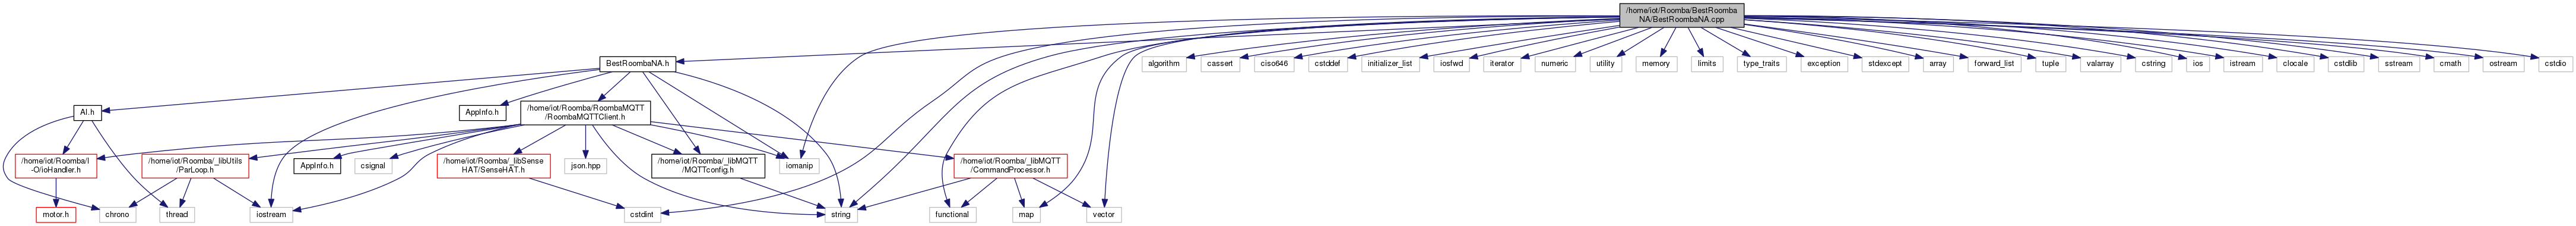 /home/iot/Roomba/BestRoomba
NA/BestRoombaNA.cpp
BestRoombaNA.h
algorithm
cassert
ciso646
cstddef
initializer_list
iosfwd
iterator
numeric
utility
memory
limits
type_traits
exception
stdexcept
array
forward_list
tuple
valarray
cstring
ios
istream
clocale
cstdlib
sstream
cmath
ostream
cstdio
AI.h
AppInfo.h
/home/iot/Roomba/RoombaMQTT
/RoombaMQTTClient.h
/home/iot/Roomba/I
-O/ioHandler.h
/home/iot/Roomba/_libUtils
/ParLoop.h
AppInfo.h
csignal
/home/iot/Roomba/_libSense
HAT/SenseHAT.h
json.hpp
/home/iot/Roomba/_libMQTT
/MQTTconfig.h
iomanip
/home/iot/Roomba/_libMQTT
/CommandProcessor.h
motor.h
chrono
thread
iostream
cstdint
string
functional
map
vector